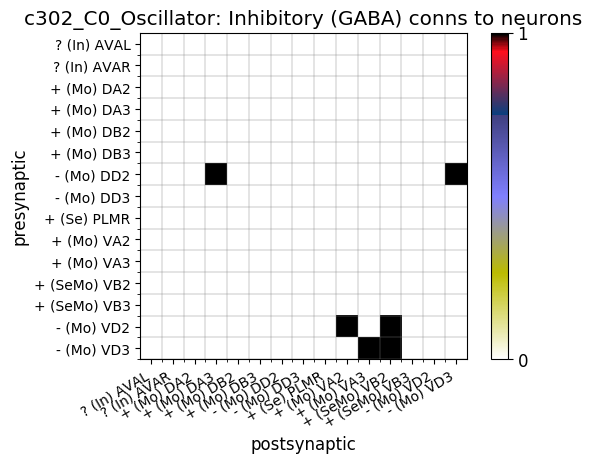 c302_C0_Oscillator: Inhibitory (GABA) conns to neurons
presynaptic
? (In) AVAL
? (In) AVAR
+ (Mo) DA2
+ (Mo) DA3
+ (Mo) DB2
+ (Mo) DB3
- (Mo) DD2
- (Mo) DD3
+ (Se) PLMR
+ (Mo) VA2
+ (Mo) VA3
+ (SeMo) VB2
+ (SeMo) VB3
- (Mo) VD2
- (Mo) VD3
? (In) AVAL
? (In) AVAR
+ (Mo) DA2
+ (Mo) DA3
+ (Mo) DB2
+ (Mo) DB3
- (Mo) DD2
- (Mo) DD3
+ (Se) PLMR
+ (Mo) VA2
+ (Mo) VA3
+ (SeMo) VB2
+ (SeMo) VB3
- (Mo) VD2
- (Mo) VD3
postsynaptic
1
0